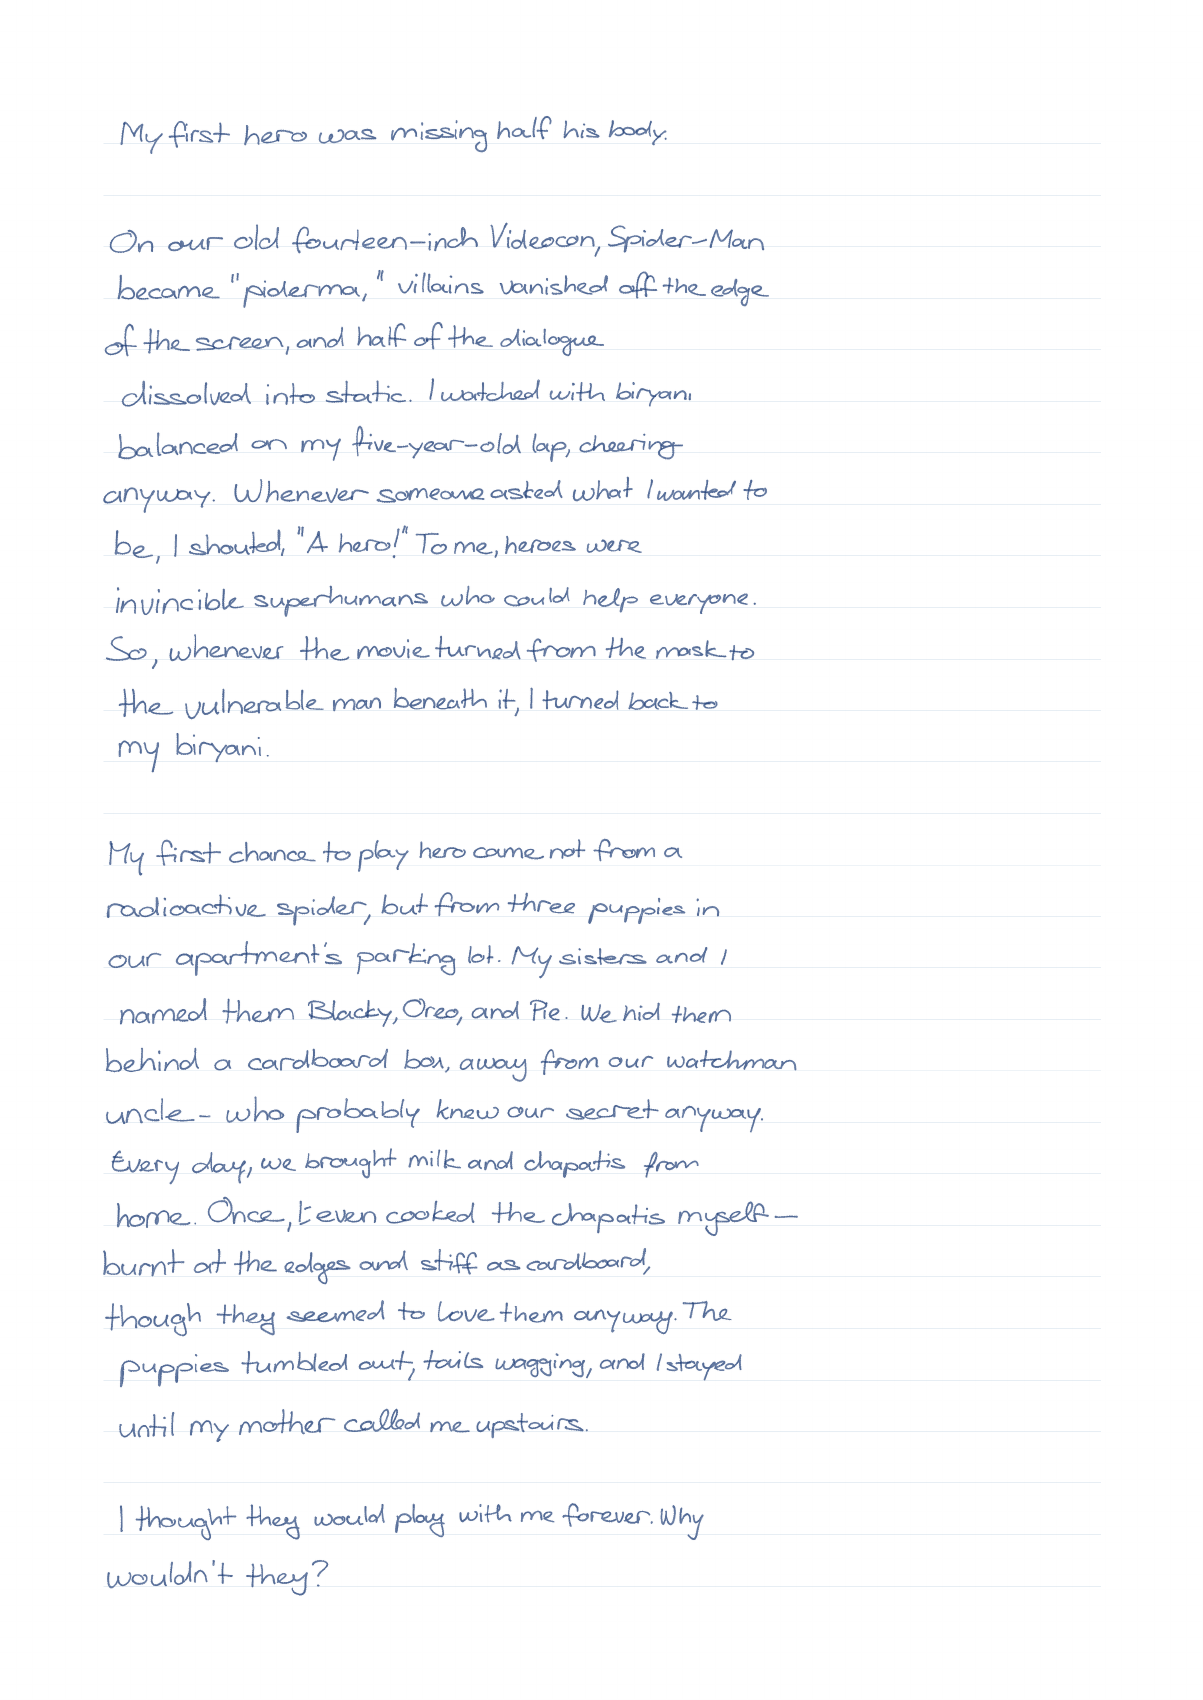 My first hero was missing half his body.
On our old fourteen-inch Videocon, Spider-Man
became "piderma," villains vanished off the edge
of the screen, and half of the dialogue
dissolved into static. I watched with biryani
balanced on my five-year-old lap, cheering
anyway. Whenever someone asked what I wanted to
be, I shouted, "A hero!" To me, heroes were
invincible superhumans who could help everyone.
So, whenever the movie turned from the mask to
the vulnerable man beneath it, I turned back to
my biryani.
My first chance to play hero came not from a
radioactive spider, but from three puppies in
our apartment's parking lot. My sisters and I
named them Blacky, Oreo, and Pie. We hid them
behind a cardboard box, away from our watchman
uncle- who probably knew our secret anyway.
Every day, we brought milk and chapatis from
home. Once, I even cooked the chapatis myself—
burnt at the edges and stiff as cardboard,
though they seemed to love them anyway. The
puppies tumbled out, tails wagging, and I stayed
until my mother called me upstairs.
I thought they would play with me forever. Why
wouldn't they?